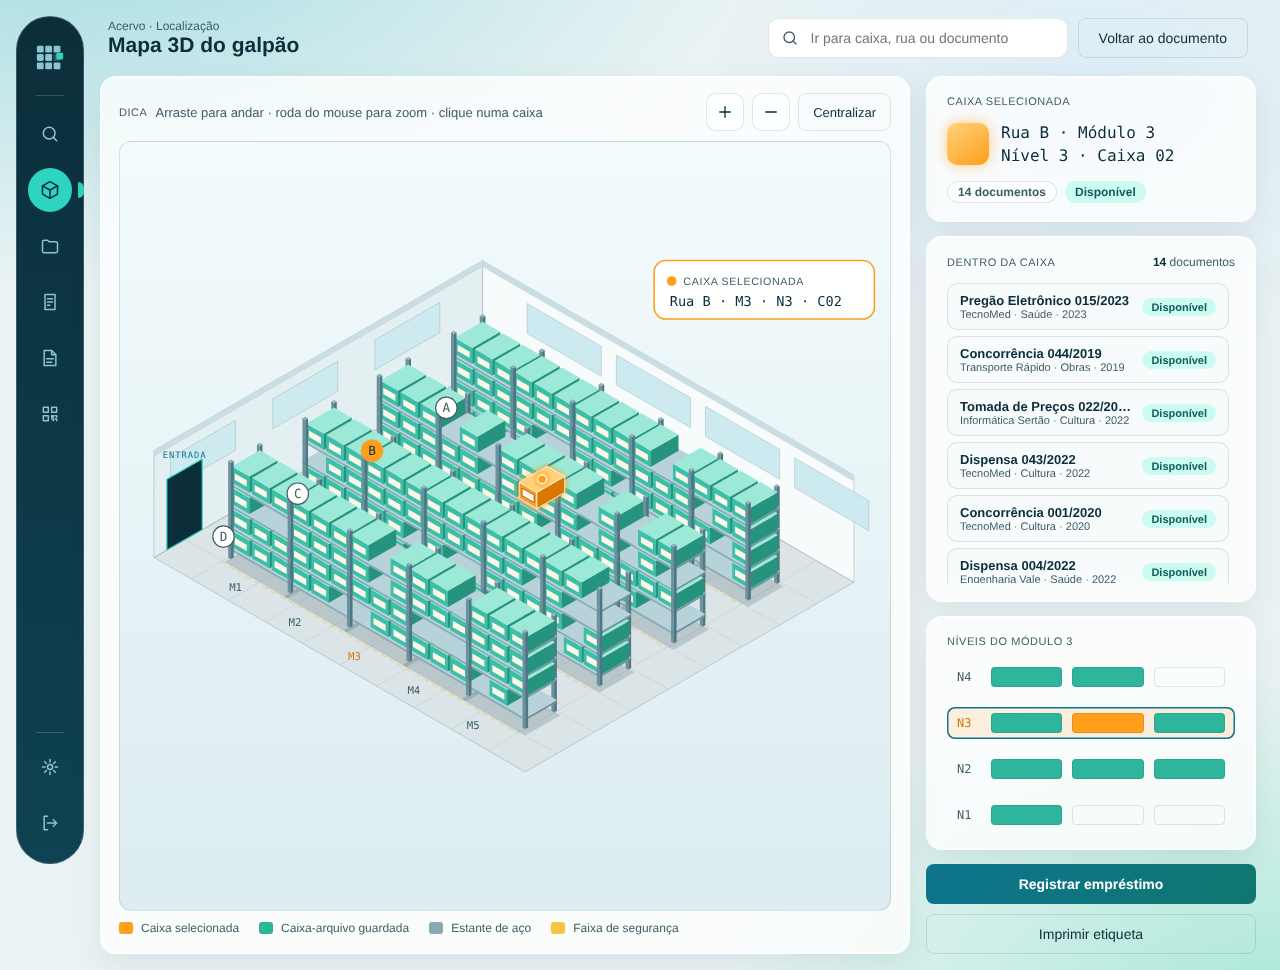 Acervo · Localização
Mapa 3D do galpão
Ir para caixa, rua ou documento
Voltar ao documento
DICA Arraste para andar · roda do mouse para zoom · clique numa caixa
+
−
Centralizar
CAIXA SELECIONADA
Rua B · M3 · N3 · C02
ENTRADA
A
B
C
D
M1
M2
M3
M4
M5
Caixa selecionada
Caixa-arquivo guardada
Estante de aço
Faixa de segurança
CAIXA SELECIONADA
Rua B · Módulo 3
Nível 3 · Caixa 02
14 documentos
Disponível
DENTRO DA CAIXA
14 documentos
Pregão Eletrônico 015/2023
TecnoMed · Saúde · 2023
Disponível
Concorrência 044/2019
Transporte Rápido · Obras · 2019
Disponível
Tomada de Preços 022/20…
Informática Sertão · Cultura · 2022
Disponível
Dispensa 043/2022
TecnoMed · Cultura · 2022
Disponível
Concorrência 001/2020
TecnoMed · Cultura · 2020
Disponível
Dispensa 004/2022
Engenharia Vale · Saúde · 2022
Disponível
NÍVEIS DO MÓDULO 3
N4
N3
N2
N1
Registrar empréstimo
Imprimir etiqueta